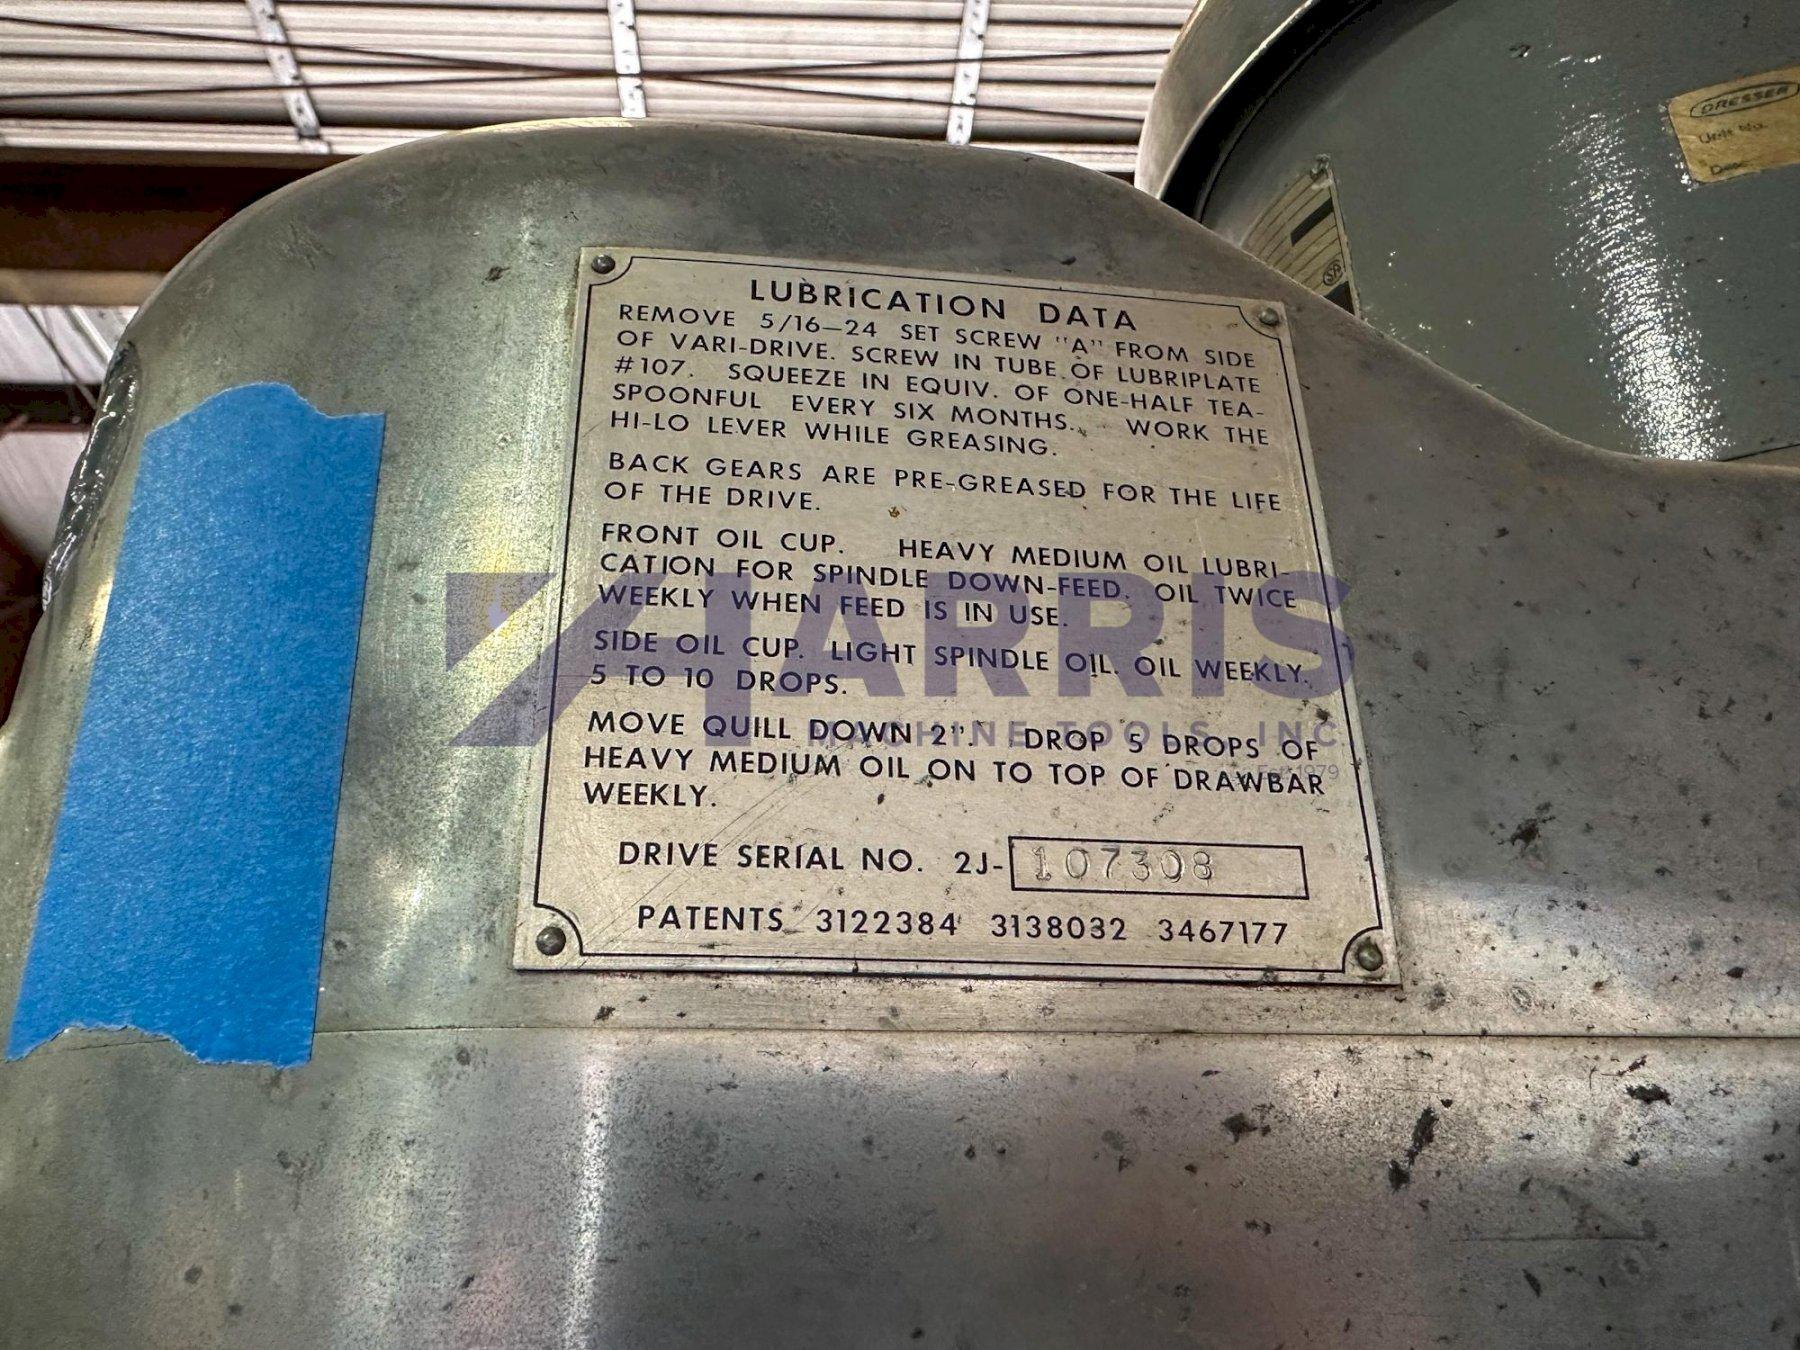 DRESSER
Unit No.
Desc.
LUBRICATION DATA
REMOVE 5/16—24 SET SCREW "A" FROM SIDE
OF VARI-DRIVE. SCREW IN TUBE OF LUBRIPLATE
#107. SQUEEZE IN EQUIV. OF ONE-HALF TEA-
SPOONFUL EVERY SIX MONTHS. WORK THE
HI-LO LEVER WHILE GREASING.
BACK GEARS ARE PRE-GREASED FOR THE LIFE
OF THE DRIVE.
FRONT OIL CUP. HEAVY MEDIUM OIL LUBRI-
CATION FOR SPINDLE DOWN-FEED. OIL TWICE
WEEKLY WHEN FEED IS IN USE.
SIDE OIL CUP. LIGHT SPINDLE OIL. OIL WEEKLY.
5 TO 10 DROPS.
MOVE QUILL DOWN 2". DROP 5 DROPS OF
HEAVY MEDIUM OIL ON TO TOP OF DRAWBAR
WEEKLY.
DRIVE SERIAL NO. 2J-107308
PATENTS 3122384 3138032 3467177
HARRIS
MACHINE TOOLS, INC
Est. 1979